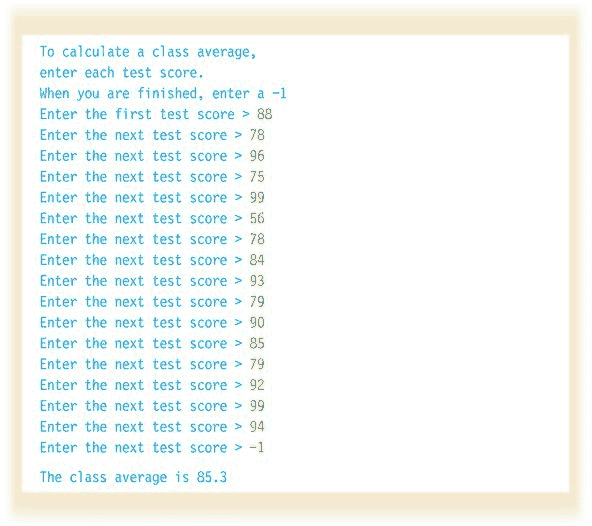 To calculate a class average,
enter each test score.
When you are finished, enter a -1
Enter the first test score > 88
Enter the next test score > 78
Enter the next test score > 96
Enter the next test score > 75
Enter the next test score > 99
Enter the next test score > 56
Enter the next test score > 78
Enter the next test score > 84
Enter the next test score > 93
Enter the next test score > 79
Enter the next test score > 90
Enter the next test score > 85
Enter the next test score > 79
Enter the next test score > 92
Enter the next test score > 99
Enter the next test score > 94
Enter the next test score > -1
The class average is 85.3